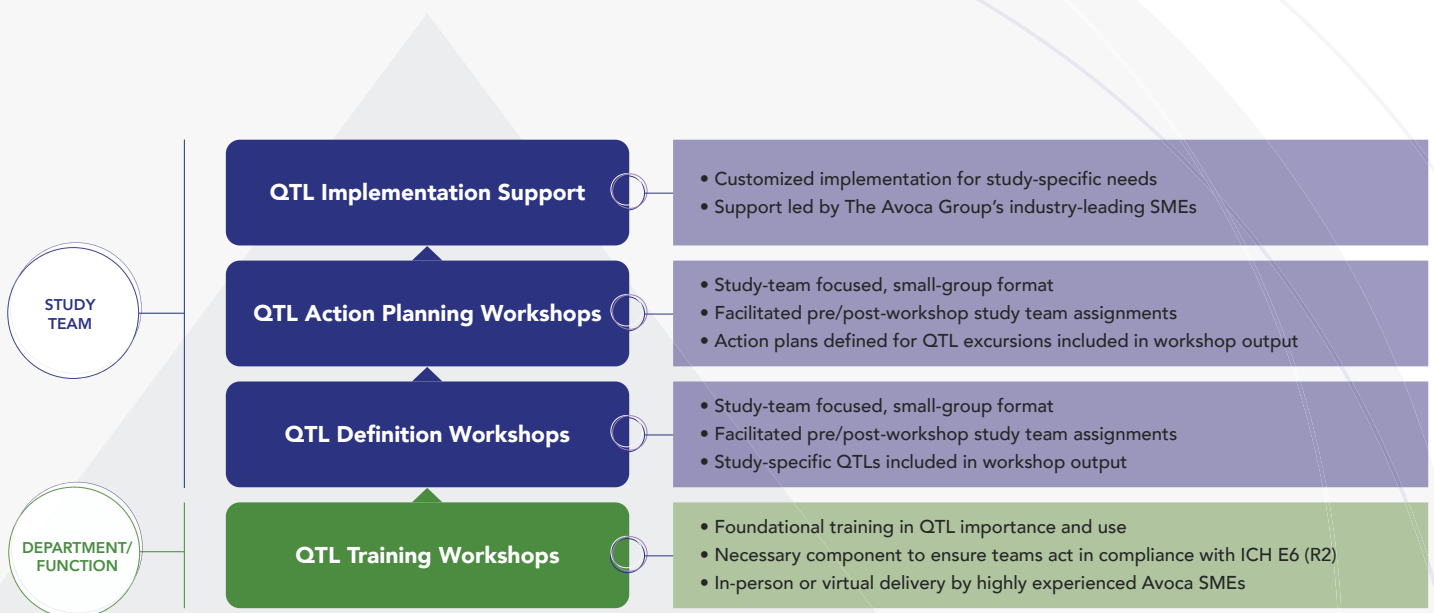 QTL Implementation Support
• Customized implementation for study-specific needs
• Support led by The Avoca Group’s industry-leading SMEs
STUDY
TEAM
QTL Action Planning Workshops
• Study-team focused, small-group format
• Facilitated pre/post-workshop study team assignments
• Action plans defined for QTL excursions included in workshop output
QTL Definition Workshops
• Study-team focused, small-group format
• Facilitated pre/post-workshop study team assignments
• Study-specific QTLs included in workshop output
DEPARTMENT/
FUNCTION
QTL Training Workshops
• Foundational training in QTL importance and use
• Necessary component to ensure teams act in compliance with ICH E6 (R2)
• In-person or virtual delivery by highly experienced Avoca SMEs